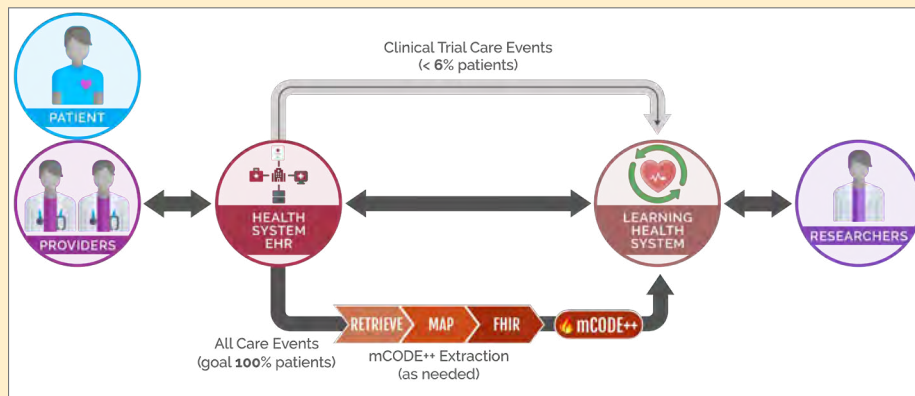 Clinical Trial Care Events
(< 6% patients)
PATIENT
PROVIDERS
HEALTH
SYSTEM
EHR
LEARNING
HEALTH
SYSTEM
RESEARCHERS
All Care Events
(goal 100% patients)
RETRIEVE
MAP
FHIR
mCODE++
mCODE++ Extraction
(as needed)